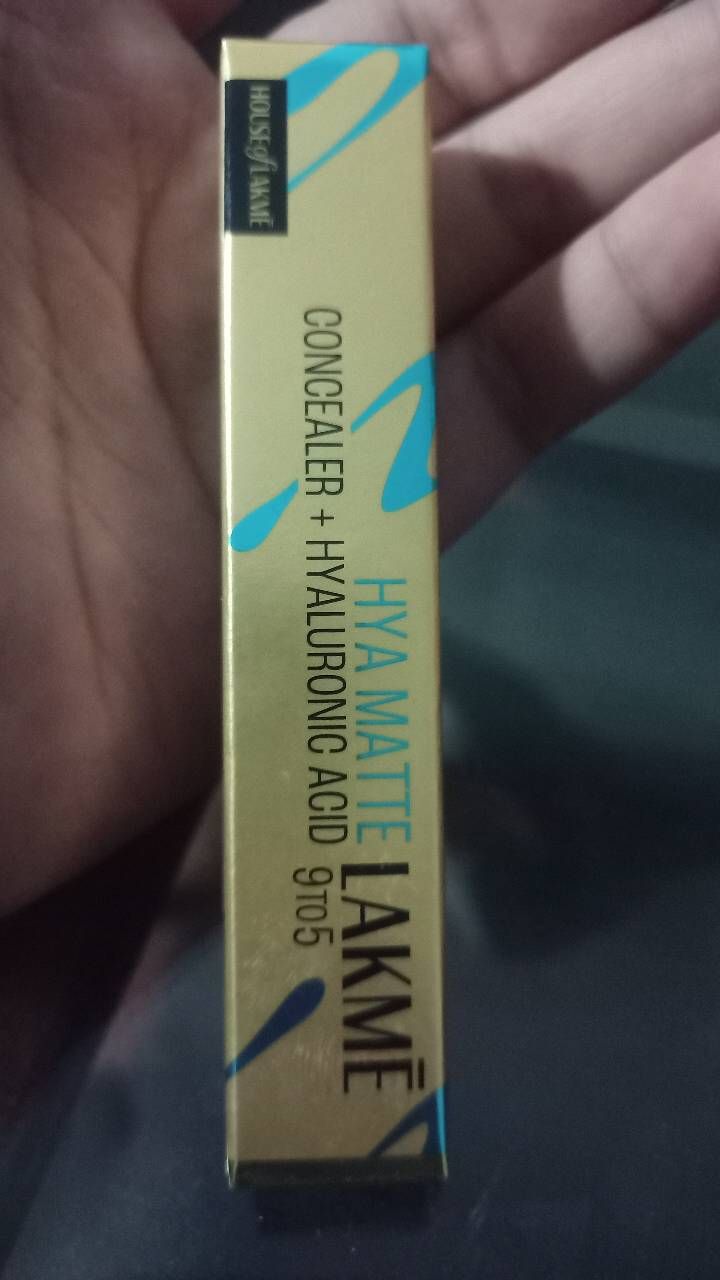 HYA MATTE LAKMĒ
CONCEALER + HYALURONIC ACID 9TO5
HOUSE of LAKMĒ